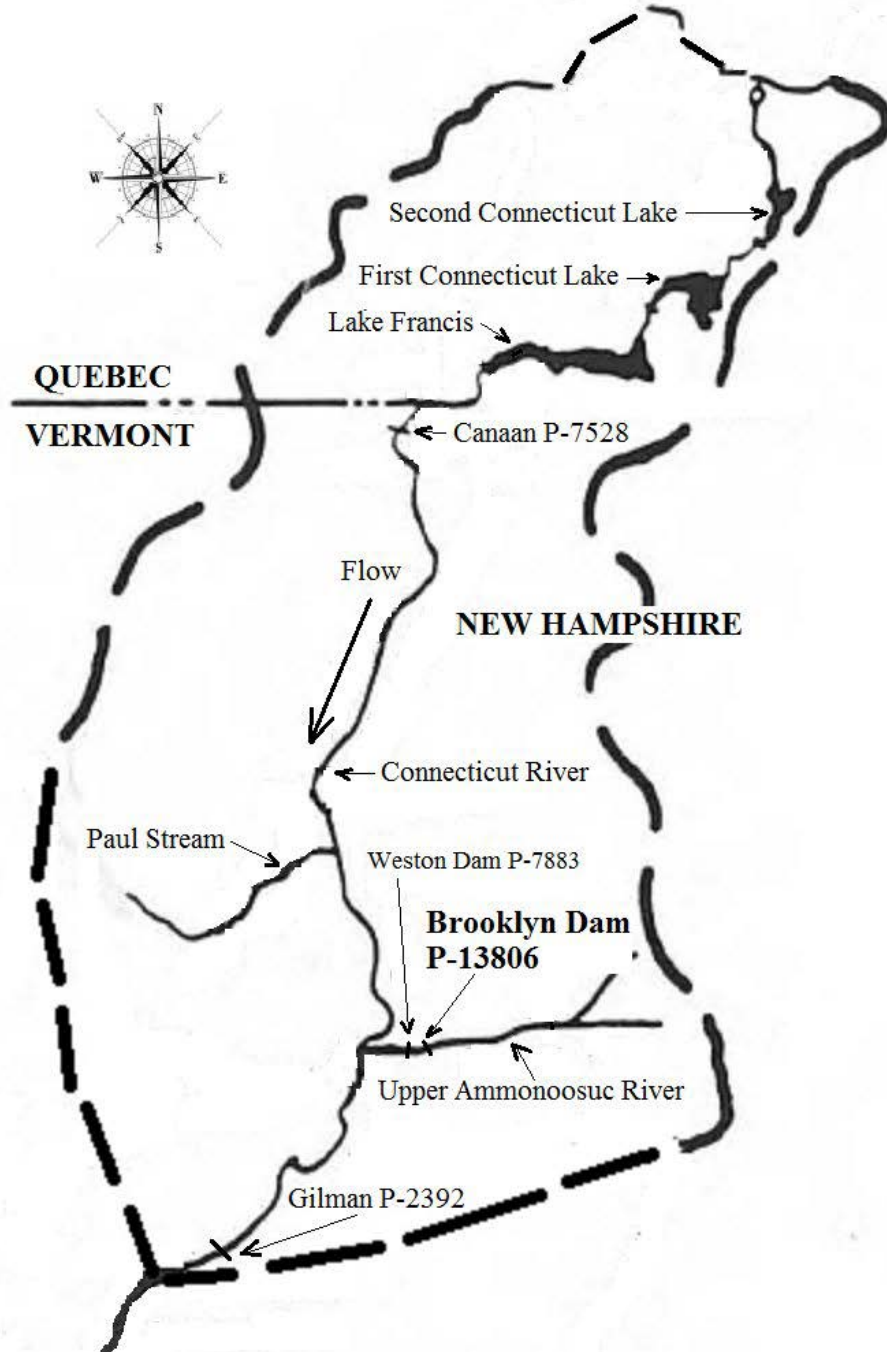 N
W
E
S
Second Connecticut Lake
First Connecticut Lake
Lake Francis
QUEBEC
VERMONT
Canaan P-7528
Flow
NEW HAMPSHIRE
Connecticut River
Paul Stream
Weston Dam P-7883
Brooklyn Dam
P-13806
Upper Ammonoosuc River
Gilman P-2392